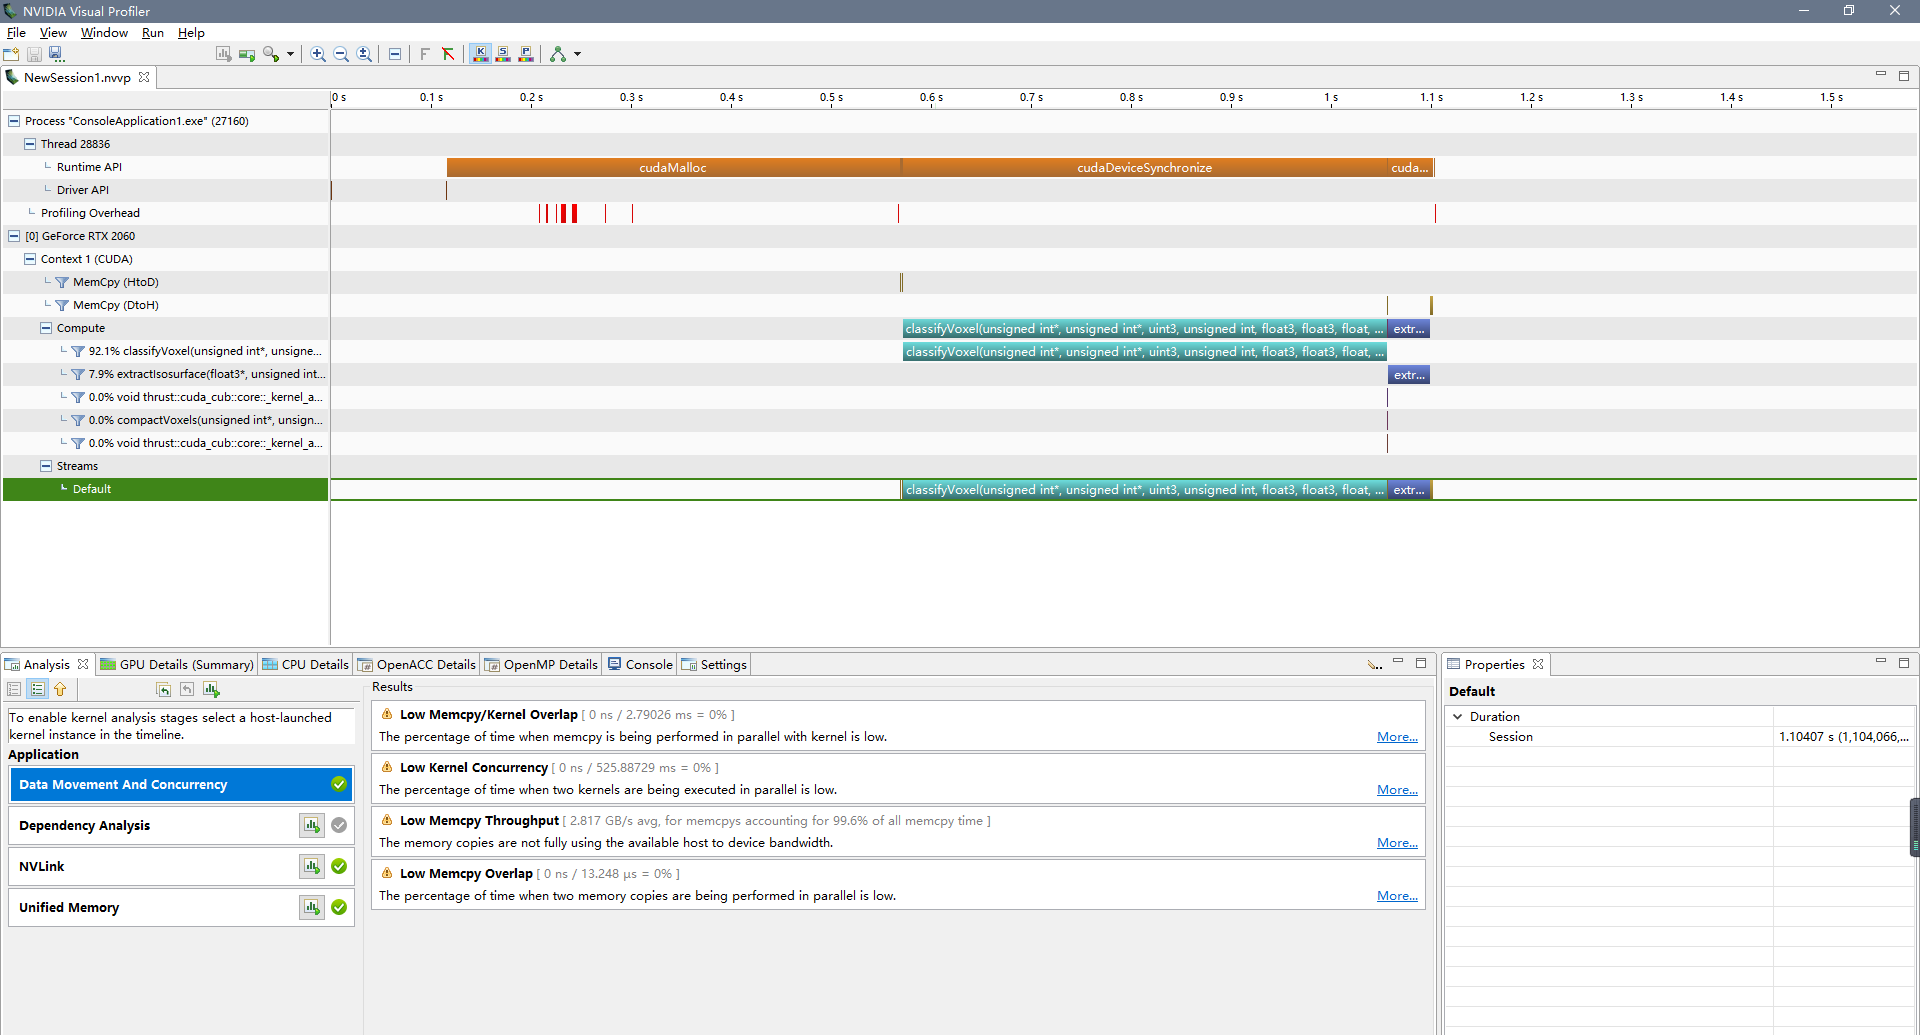 NVIDIA Visual Profiler
File View Window Run Help
NewSession1.nvvp
0 s 0.1 s 0.2 s 0.3 s 0.4 s 0.5 s 0.6 s 0.7 s 0.8 s 0.9 s 1 s 1.1 s 1.2 s 1.3 s 1.4 s 1.5 s
Process "ConsoleApplication1.exe" (27160)
Thread 28836
Runtime API cudaMalloc cudaDeviceSynchronize cuda...
Driver API
Profiling Overhead
[0] GeForce RTX 2060
Context 1 (CUDA)
MemCpy (HtoD)
MemCpy (DtoH)
Compute classifyVoxel(unsigned int*, unsigned int*, uint3, unsigned int, float3, float3, float, ... extr...
92.1% classifyVoxel(unsigned int*, unsigne... classifyVoxel(unsigned int*, unsigned int*, uint3, unsigned int, float3, float3, float, ...
7.9% extractIsosurface(float3*, unsigned int... extr...
0.0% void thrust::cuda_cub::core::_kernel_a...
0.0% compactVoxels(unsigned int*, unsign...
0.0% void thrust::cuda_cub::core::_kernel_a...
Streams
Default classifyVoxel(unsigned int*, unsigned int*, uint3, unsigned int, float3, float3, float, ... extr...
Analysis GPU Details (Summary) CPU Details OpenACC Details OpenMP Details Console Settings
To enable kernel analysis stages select a host-launched
kernel instance in the timeline.
Application
Data Movement And Concurrency
Dependency Analysis
NVLink
Unified Memory
Results
Low Memcpy/Kernel Overlap [ 0 ns / 2.79026 ms = 0% ]
The percentage of time when memcpy is being performed in parallel with kernel is low. More...
Low Kernel Concurrency [ 0 ns / 525.88729 ms = 0% ]
The percentage of time when two kernels are being executed in parallel is low. More...
Low Memcpy Throughput [ 2.817 GB/s avg, for memcpys accounting for 99.6% of all memcpy time ]
The memory copies are not fully using the available host to device bandwidth. More...
Low Memcpy Overlap [ 0 ns / 13.248 µs = 0% ]
The percentage of time when two memory copies are being performed in parallel is low. More...
Properties
Default
Duration
Session 1.10407 s (1,104,066,...